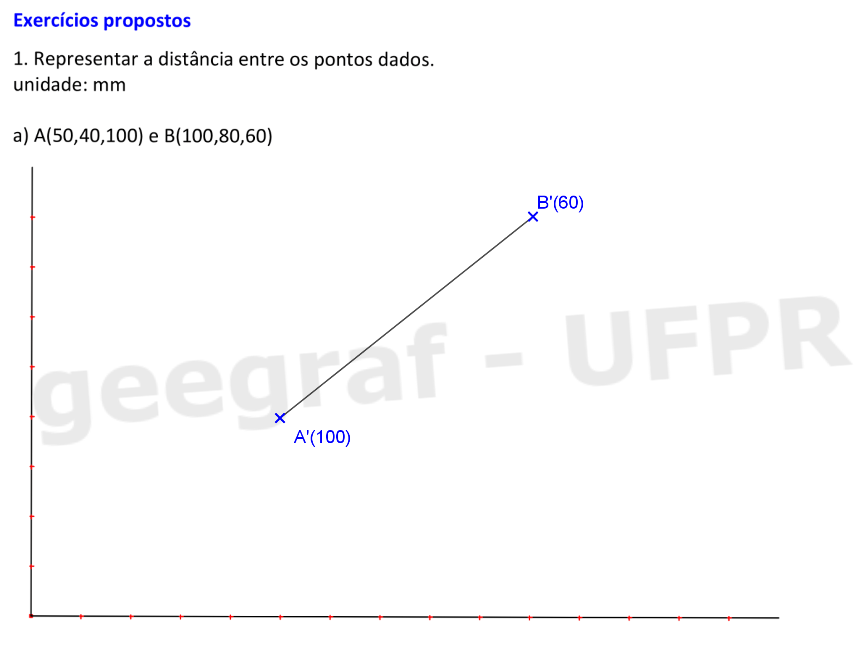 Exercícios propostos
1. Representar a distância entre os pontos dados.
unidade: mm
a) A(50,40,100) e B(100,80,60)
B'(60)
geegraf - UFPR
A'(100)